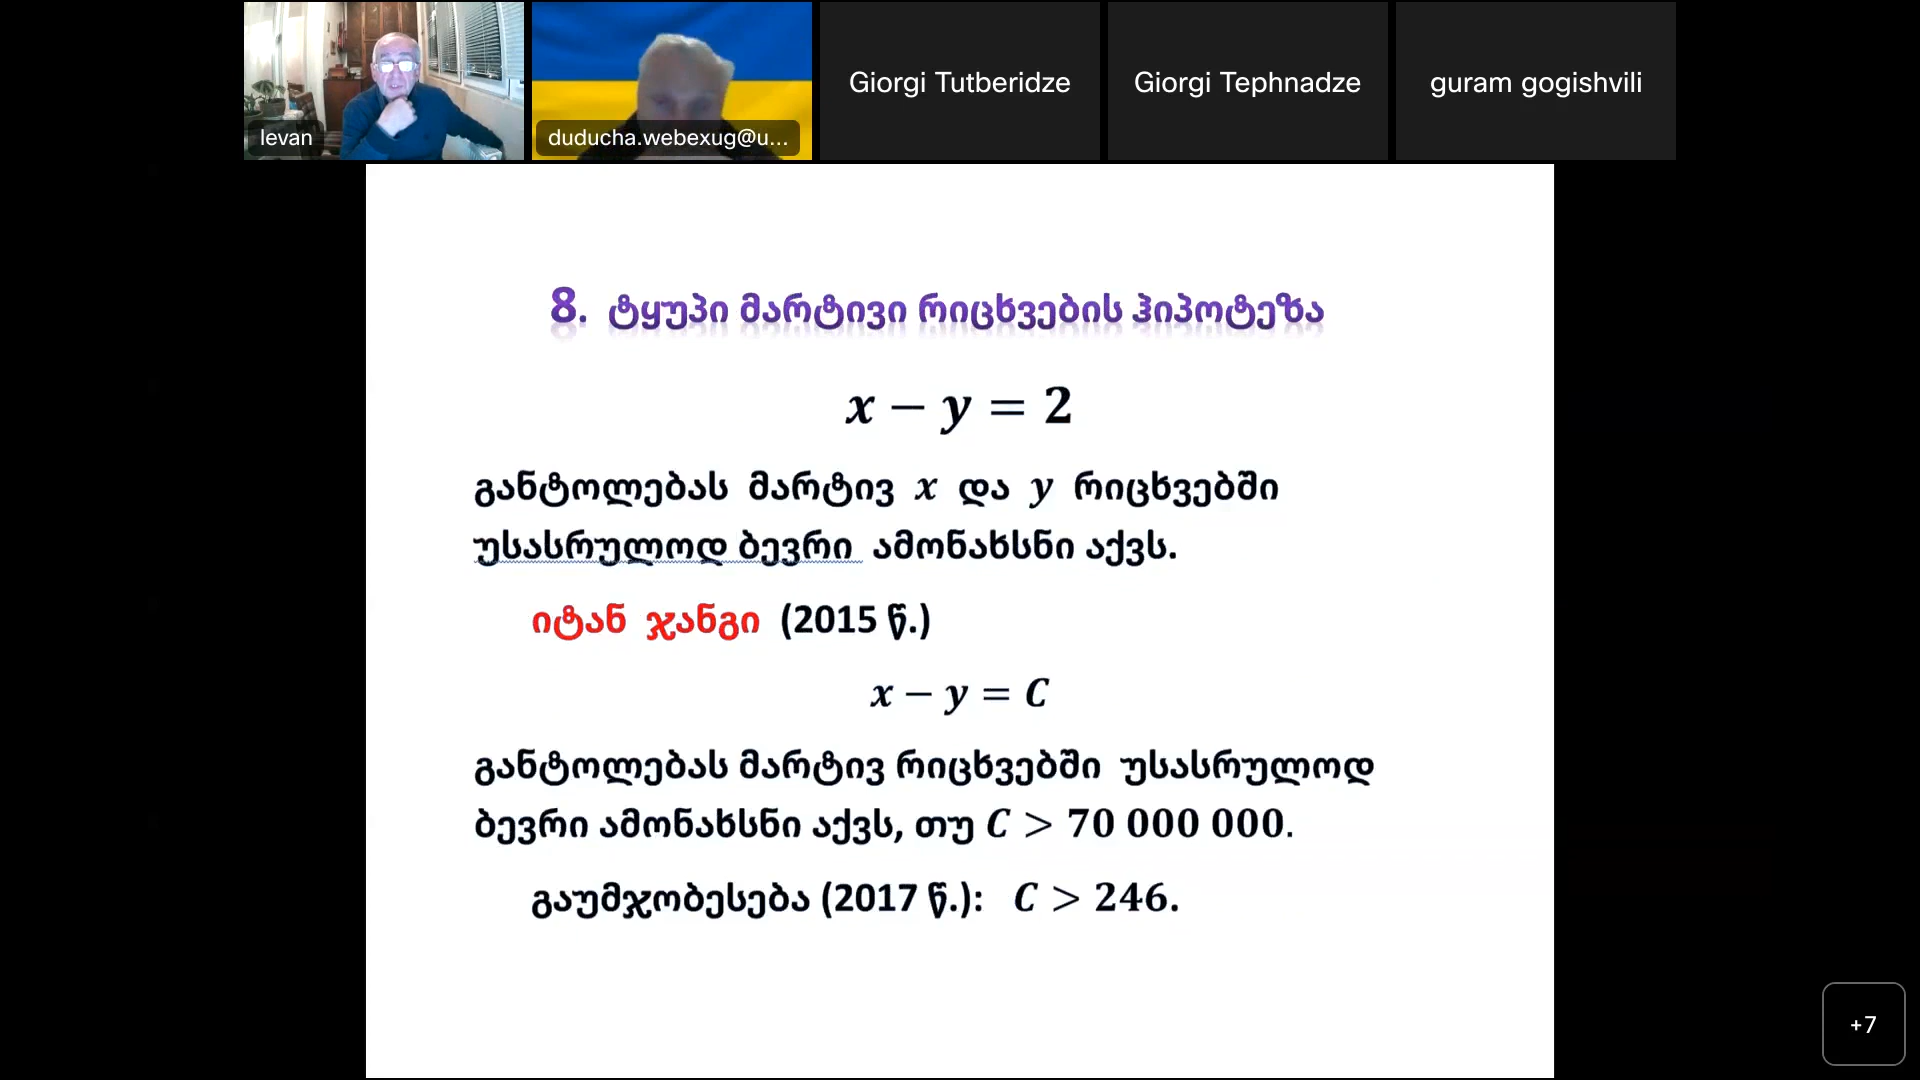 levan
duducha.webexug@u...
Giorgi Tutberidze
Giorgi Tephnadze
guram gogishvili
8. ტყუპი მარტივი რიცხვების ჰიპოტეზა
x − y = 2
განტოლებას მარტივ x და y რიცხვებში
უსასრულოდ ბევრი ამონახსნი აქვს.
იტან ჯანგი (2015 წ.)
x − y = C
განტოლებას მარტივ რიცხვებში უსასრულოდ
ბევრი ამონახსნი აქვს, თუ C > 70 000 000.
გაუმჯობესება (2017 წ.): C > 246.
+7